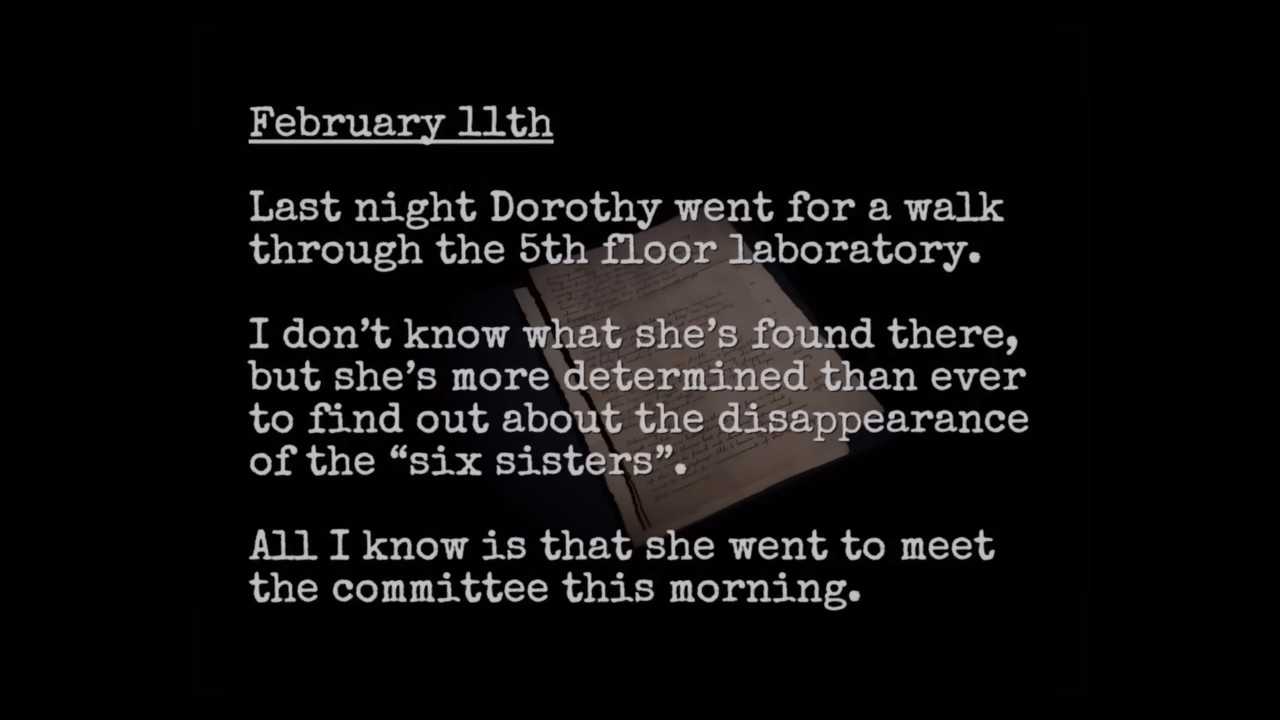 February 11th
Last night Dorothy went for a walk
through the 5th floor laboratory.
I don’t know what she’s found there,
but she’s more determined than ever
to find out about the disappearance
of the “six sisters”.
All I know is that she went to meet
the committee this morning.